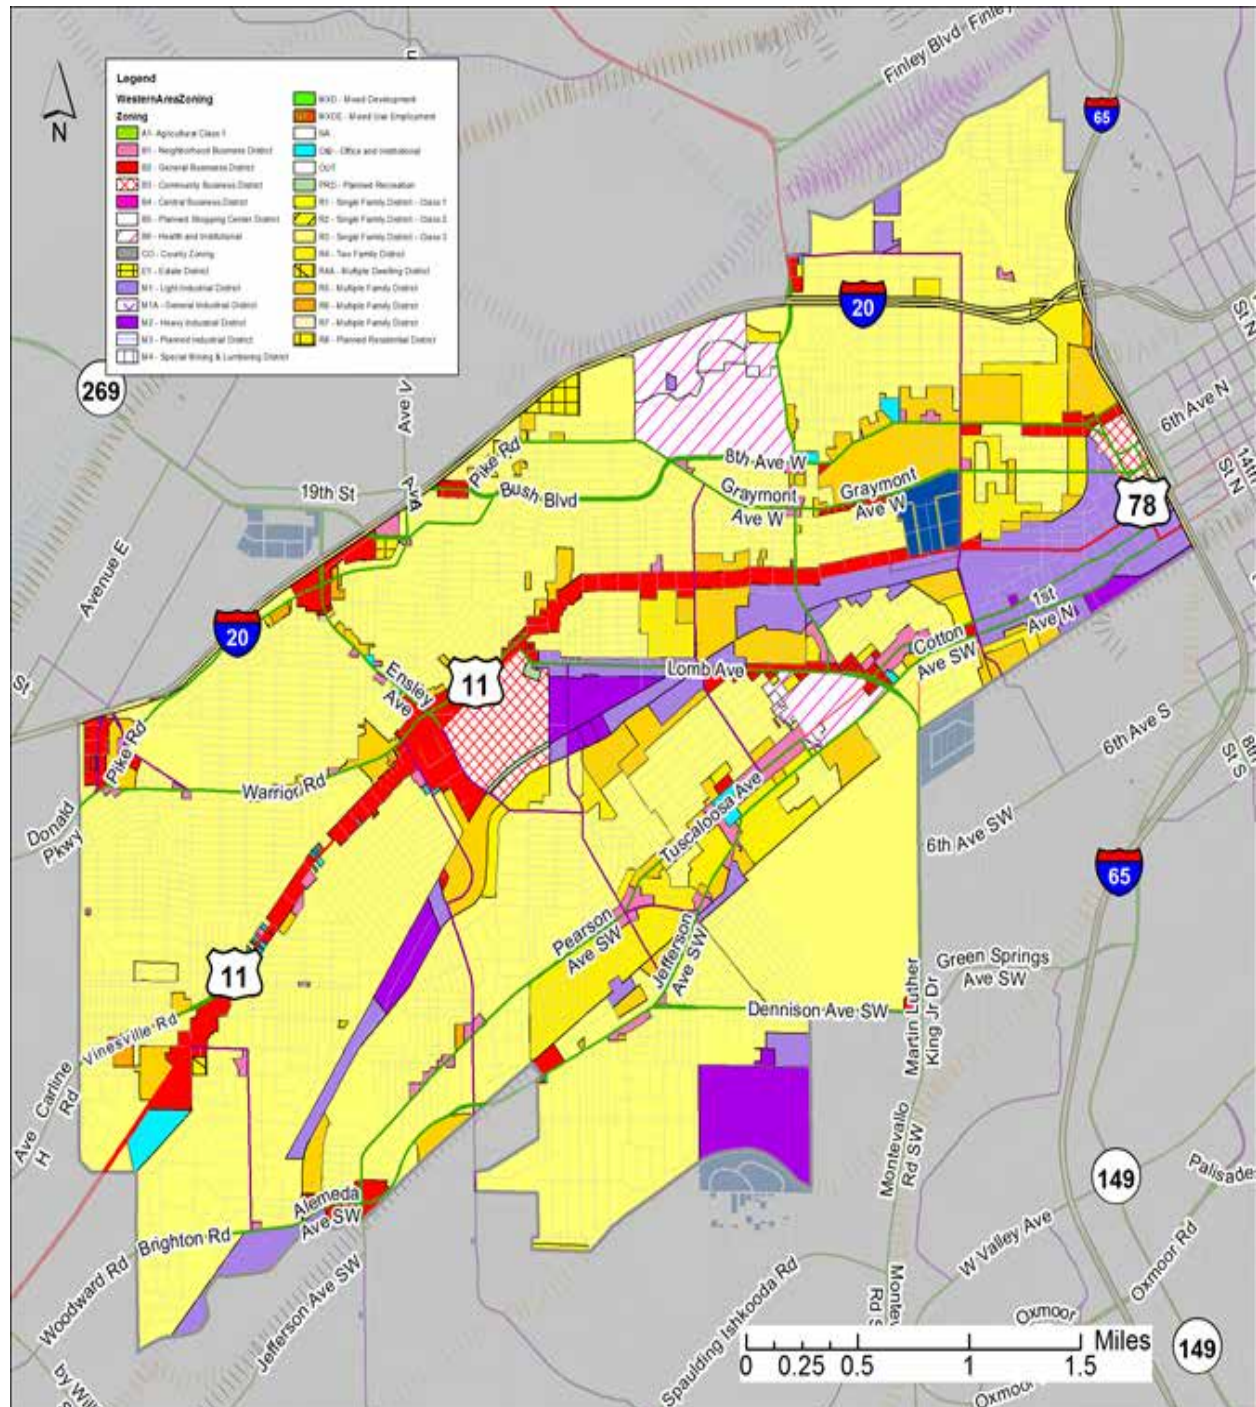 Legend
WesternAreaZoning
Zoning
A1- Agricultural Class 1
B1 - Neighborhood Business District
B2 - General Business District
B3 - Community Business District
B4 - Central Business District
B5 - Planned Shopping Center District
B6 - Health and Institutional
CO - County Zoning
E1 - Estate District
M1 - Light Industrial District
M1A - General Industrial District
M2 - Heavy Industrial District
M3 - Planned Industrial District
M4 - Special Mining & Lumbering District
MXD - Mixed Development
MXDE - Mixed Use Employment
NA
O&I - Office and Institutional
OUT
PRD - Planned Recreation
R1 - Single Family District - Class 1
R2 - Single Family District - Class 2
R3 - Single Family District - Class 3
R4 - Two Family District
R4A - Multiple Dwelling District
R5 - Multiple Family District
R6 - Multiple Family District
R7 - Multiple Family District
R8 - Planned Residential District
N
Finley Blvd
Finley
65
20
269
Ave V
19th St
Avenue E
Pike Rd
Bush Blvd
8th Ave W
Graymont
Ave W
Graymont
Ave W
6th Ave N
St N
14th
St N
78
1st
Ave N
Cotton
Ave SW
Lomb Ave
11
Ensley
Ave
20
St
Pike Rd
Warrior Rd
Donald
Pkwy
6th Ave S
8th
St S
6th Ave SW
65
Tuscaloosa Ave
Pearson
Ave SW
Jefferson
Ave SW
Green Springs
Ave SW
Dennison Ave SW
Martin Luther
King Jr Dr
11
Vinesville Rd
Carline
Rd
Ave
H
Montevallo
Rd SW
149
Palisade
Alemeda
Ave SW
Brighton Rd
Woodward Rd
Jefferson Ave SW
W Valley Ave
Oxmoor Rd
Spaulding Ishkooda Rd
Oxmoor
149
0 0.25 0.5 1 1.5 Miles